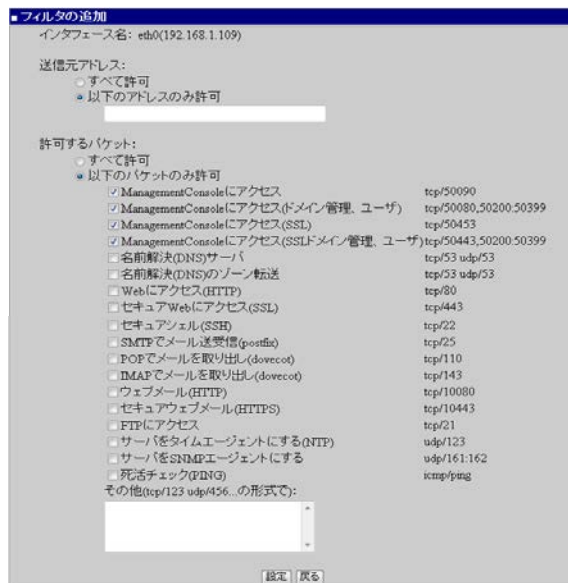 ■フィルタの追加
インタフェース名: eth0(192.168.1.109)
送信元アドレス:
すべて許可
以下のアドレスのみ許可
許可するパケット:
すべて許可
以下のパケットのみ許可
ManagementConsoleにアクセス tcp/50090
ManagementConsoleにアクセス(ドメイン管理、ユーザ) tcp/50080,50200:50399
ManagementConsoleにアクセス(SSL) tcp/50453
ManagementConsoleにアクセス(SSLドメイン管理、ユーザ) tcp/50443,50200:50399
名前解決(DNS)サーバ tcp/53 udp/53
名前解決(DNS)のゾーン転送 tcp/53 udp/53
Webにアクセス(HTTP) tcp/80
セキュアWebにアクセス(SSL) tcp/443
セキュアシェル(SSH) tcp/22
SMTPでメール送受信(postfix) tcp/25
POPでメールを取り出し(dovecot) tcp/110
IMAPでメールを取り出し(dovecot) tcp/143
ウェブメール(HTTP) tcp/10080
セキュアウェブメール(HTTPS) tcp/10443
FTPにアクセス tcp/21
サーバをタイムエージェントにする(NTP) udp/123
サーバをSNMPエージェントにする udp/161:162
死活チェック(PING) icmp/ping
その他(tcp/123 udp/456...の形式で):
設定 戻る